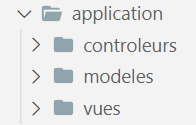 application
controleurs
modeles
vues